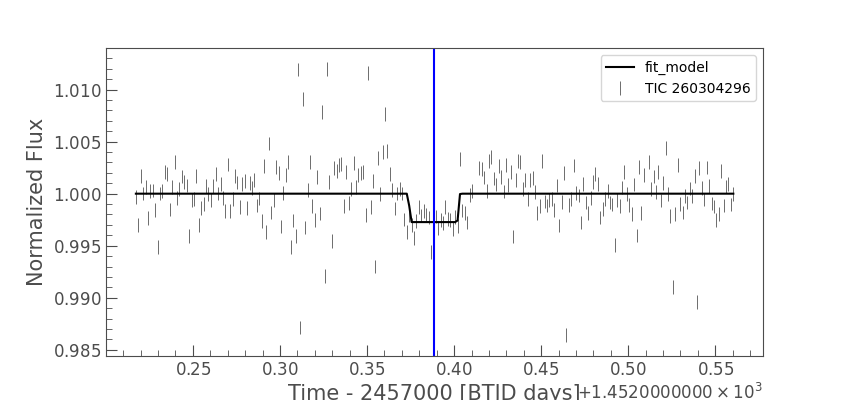 fit_model
TIC 260304296
Normalized Flux
1.010
1.005
1.000
0.995
0.990
0.985
0.25 0.30 0.35 0.40 0.45 0.50 0.55
Time - 2457000 [BTJD days]
+1.4520000000 × 10³